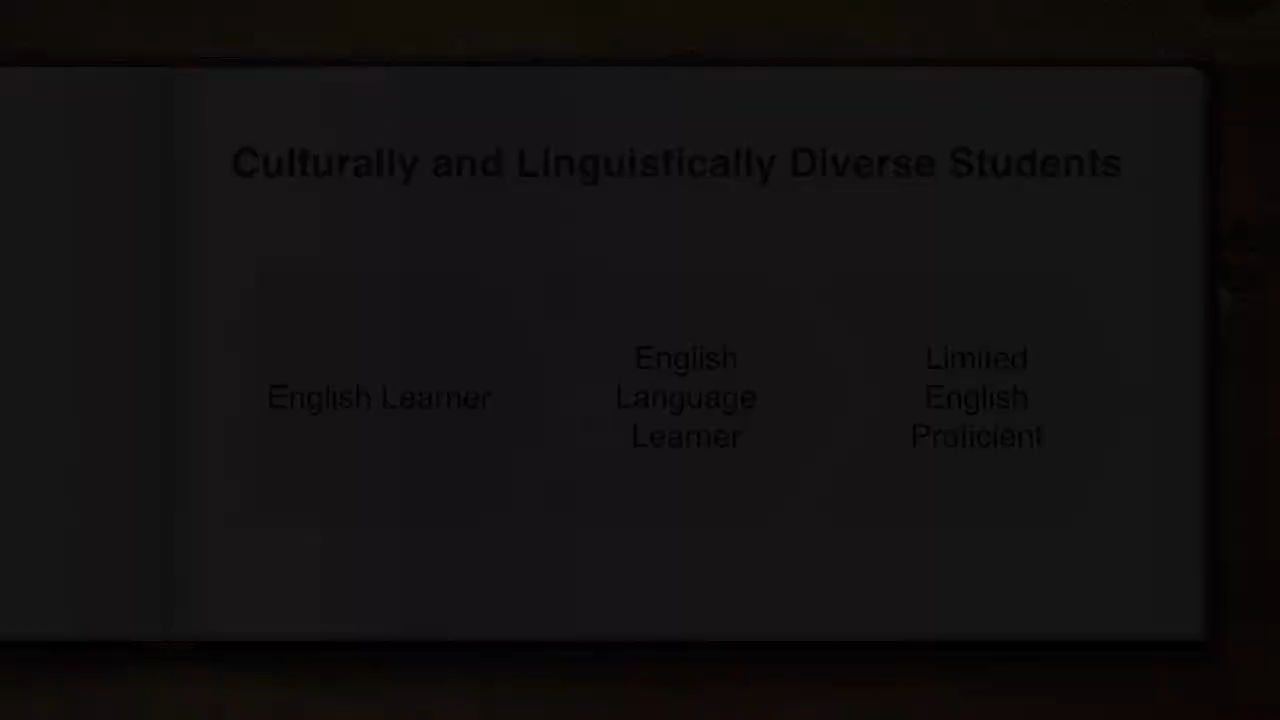 Culturally and Linguistically Diverse Students
English Learner
English
Language
Learner
Limited
English
Proficient